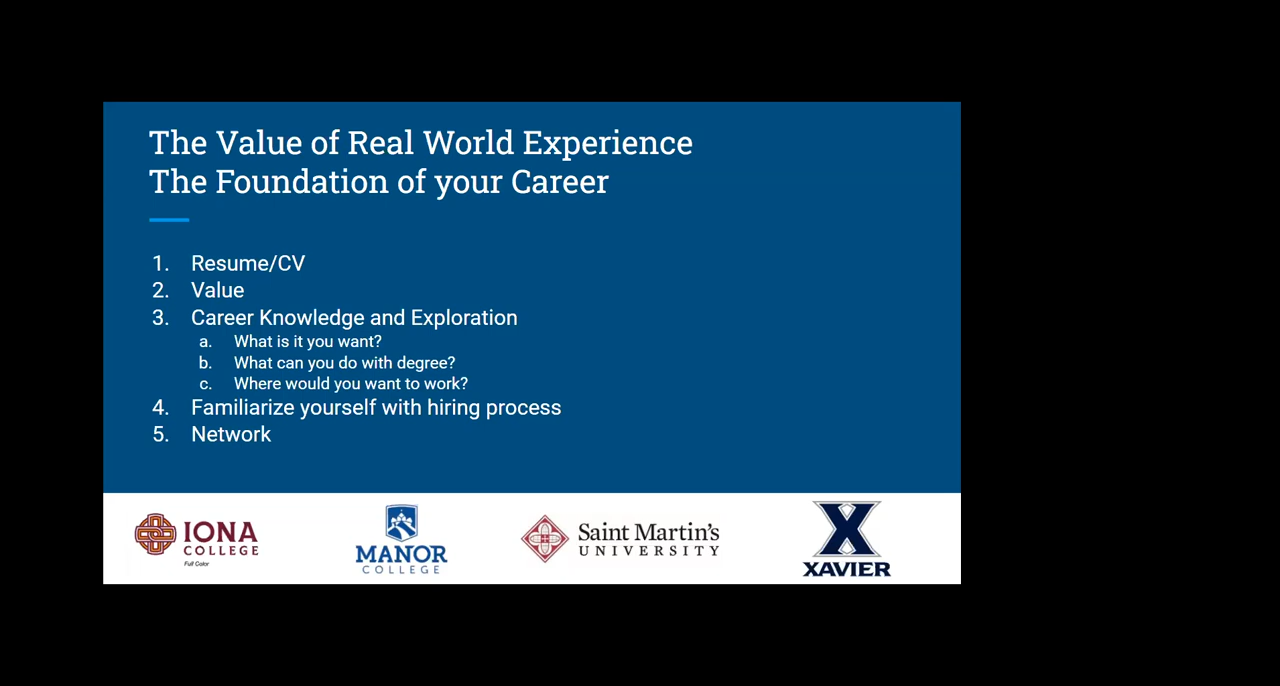 The Value of Real World Experience
The Foundation of your Career
1. Resume/CV
2. Value
3. Career Knowledge and Exploration
a. What is it you want?
b. What can you do with degree?
c. Where would you want to work?
4. Familiarize yourself with hiring process
5. Network
IONA
COLLEGE
Full Color
MANOR
COLLEGE
Saint Martin's
UNIVERSITY
X
XAVIER